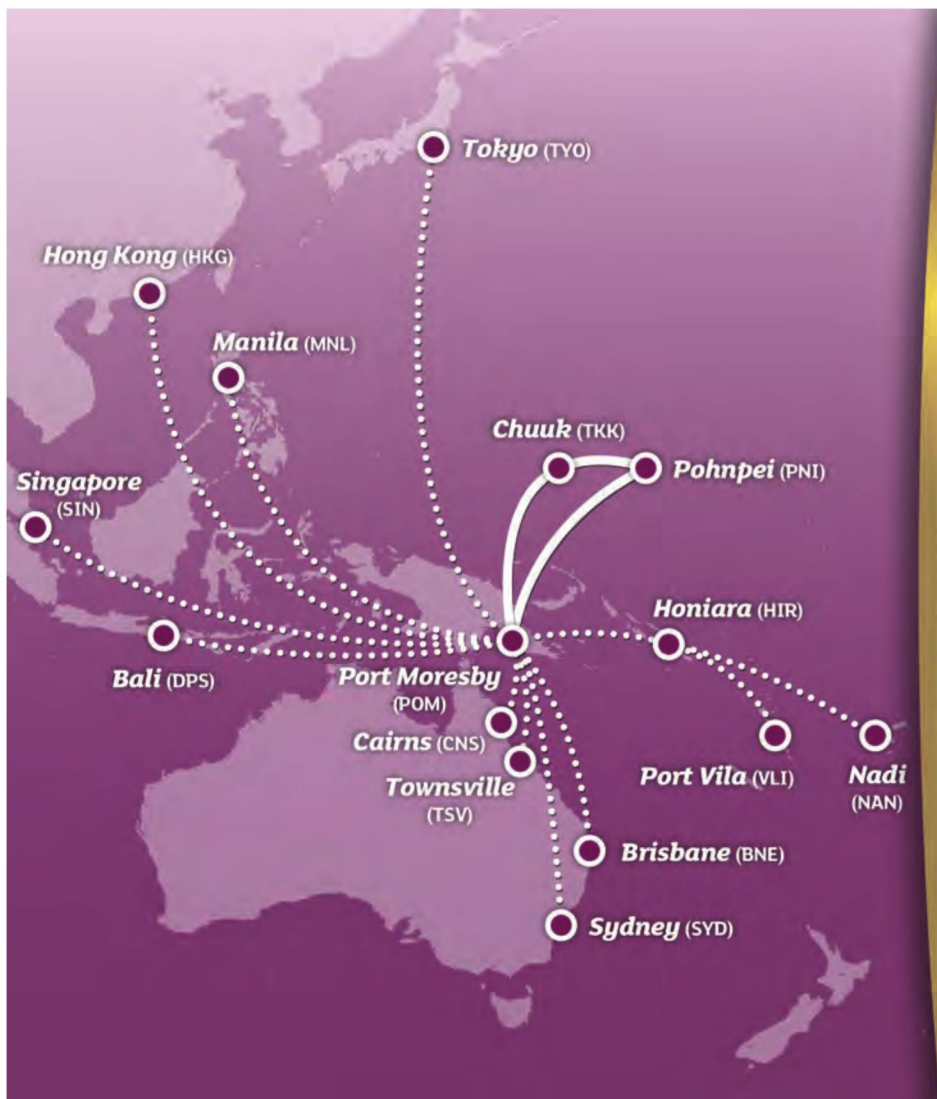 Tokyo (TYO)
Hong Kong (HKG)
Manila (MNL)
Chuuk (TKK)
Pohnpei (PNI)
Singapore
(SIN)
Honiara (HIR)
Bali (DPS)
Port Moresby
(POM)
Cairns (CNS)
Port Vila (VLI)
Nadi
(NAN)
Townsville
(TSV)
Brisbane (BNE)
Sydney (SYD)